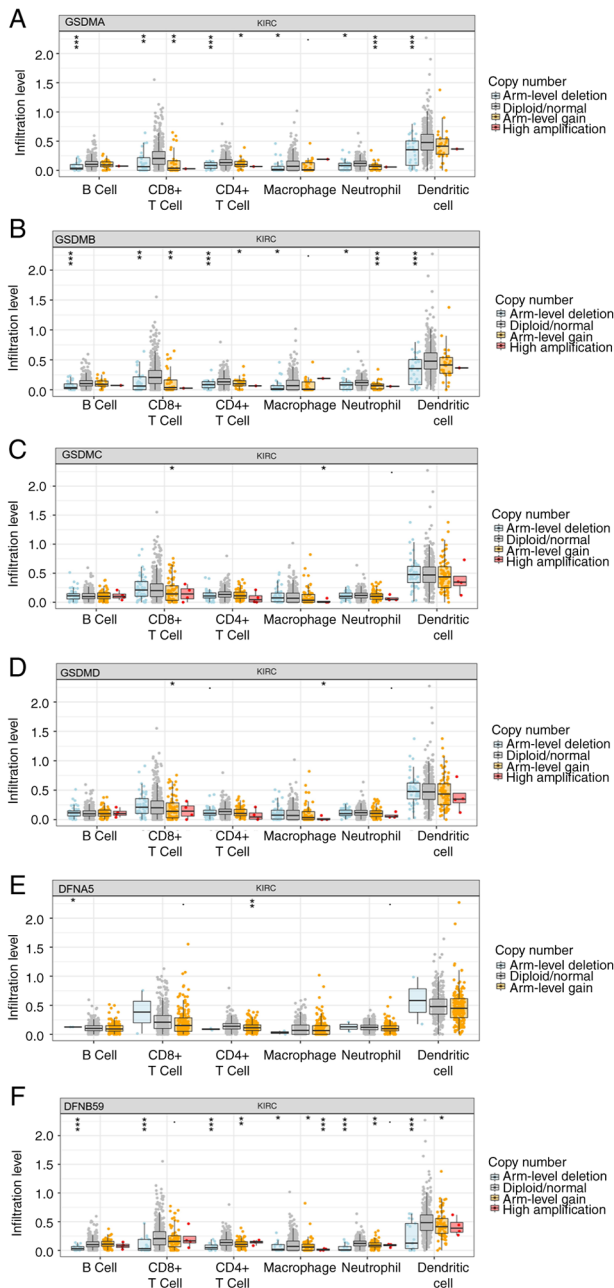 A
GSDMA KIRC
*** ** ** *** * * . * *** ***
Infiltration level
2.0
1.5
1.0
0.5
0.0
B Cell CD8+ T Cell CD4+ T Cell Macrophage Neutrophil Dendritic cell
Copy number
Arm-level deletion
Diploid/normal
Arm-level gain
High amplification
B
GSDMB KIRC
*** ** ** *** * * . * *** ***
Infiltration level
2.0
1.5
1.0
0.5
0.0
B Cell CD8+ T Cell CD4+ T Cell Macrophage Neutrophil Dendritic cell
Copy number
Arm-level deletion
Diploid/normal
Arm-level gain
High amplification
C
GSDMC KIRC
* * .
Infiltration level
2.0
1.5
1.0
0.5
0.0
B Cell CD8+ T Cell CD4+ T Cell Macrophage Neutrophil Dendritic cell
Copy number
Arm-level deletion
Diploid/normal
Arm-level gain
High amplification
D
GSDMD KIRC
* . * .
Infiltration level
2.0
1.5
1.0
0.5
0.0
B Cell CD8+ T Cell CD4+ T Cell Macrophage Neutrophil Dendritic cell
Copy number
Arm-level deletion
Diploid/normal
Arm-level gain
High amplification
E
DFNA5 KIRC
* . ** .
Infiltration level
2.0
1.5
1.0
0.5
0.0
B Cell CD8+ T Cell CD4+ T Cell Macrophage Neutrophil Dendritic cell
Copy number
Arm-level deletion
Diploid/normal
Arm-level gain
F
DFNB59 KIRC
*** *** . *** ** * * *** *** ** . *** *
Infiltration level
2.0
1.5
1.0
0.5
0.0
B Cell CD8+ T Cell CD4+ T Cell Macrophage Neutrophil Dendritic cell
Copy number
Arm-level deletion
Diploid/normal
Arm-level gain
High amplification